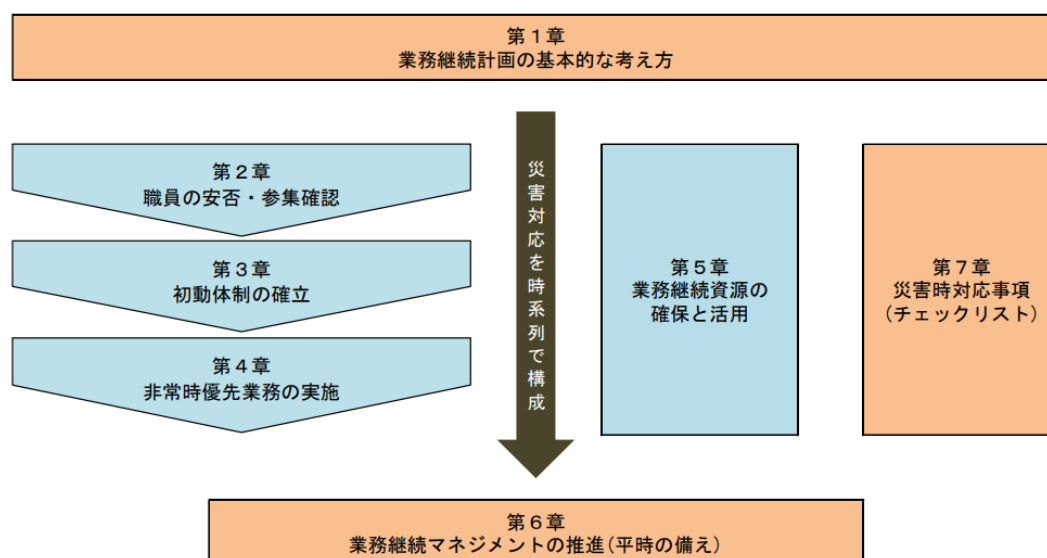 第１章
業務継続計画の基本的な考え方
第２章
職員の安否・参集確認
第３章
初動体制の確立
第４章
非常時優先業務の実施
災害対応を時系列で構成
第５章
業務継続資源の
確保と活用
第７章
災害時対応事項
（チェックリスト）
第６章
業務継続マネジメントの推進（平時の備え）